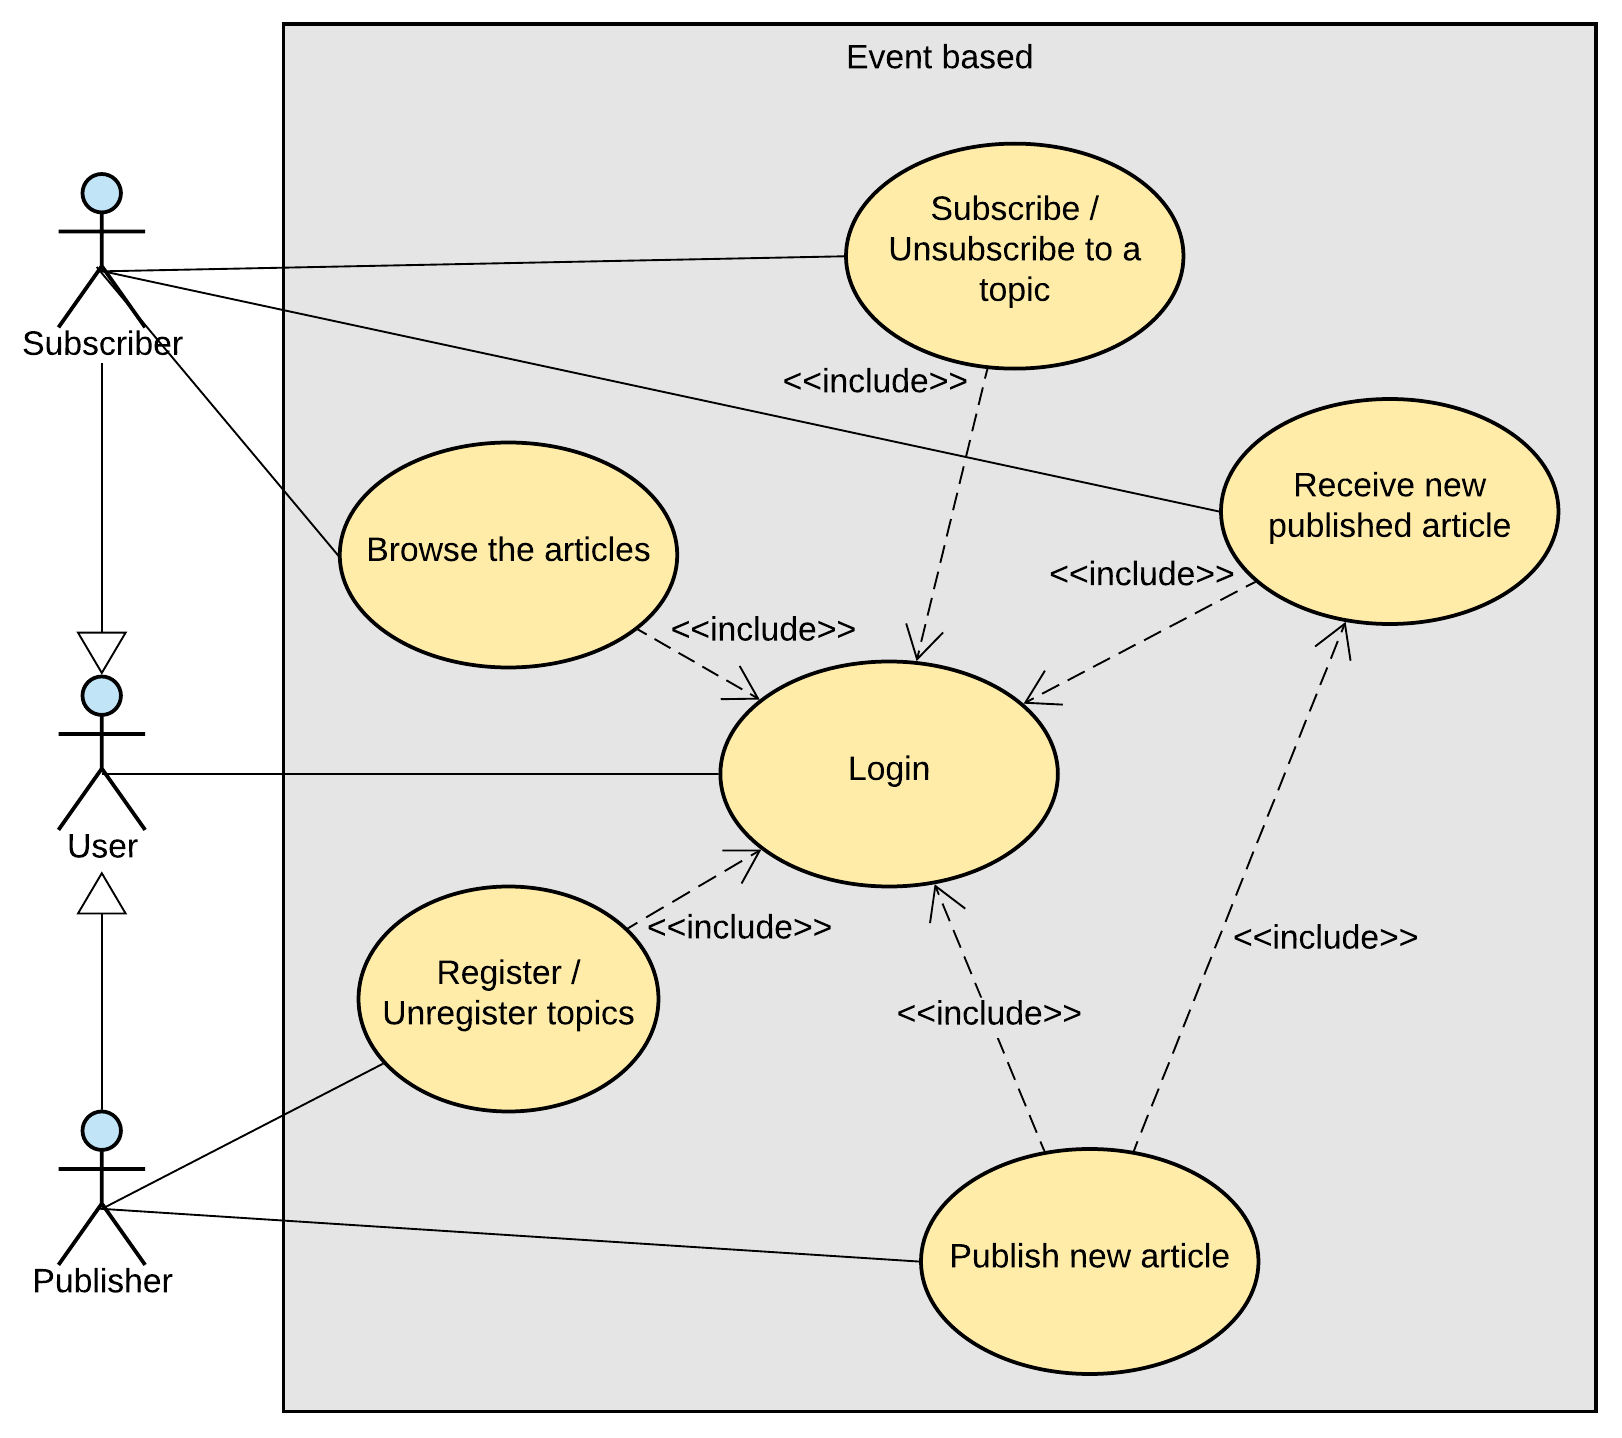 Event based
Subscribe /
Unsubscribe to a
topic
Subscriber
<<include>>
Receive new
published article
Browse the articles
<<include>>
<<include>>
Login
User
<<include>>
<<include>>
Register /
Unregister topics
<<include>>
Publish new article
Publisher